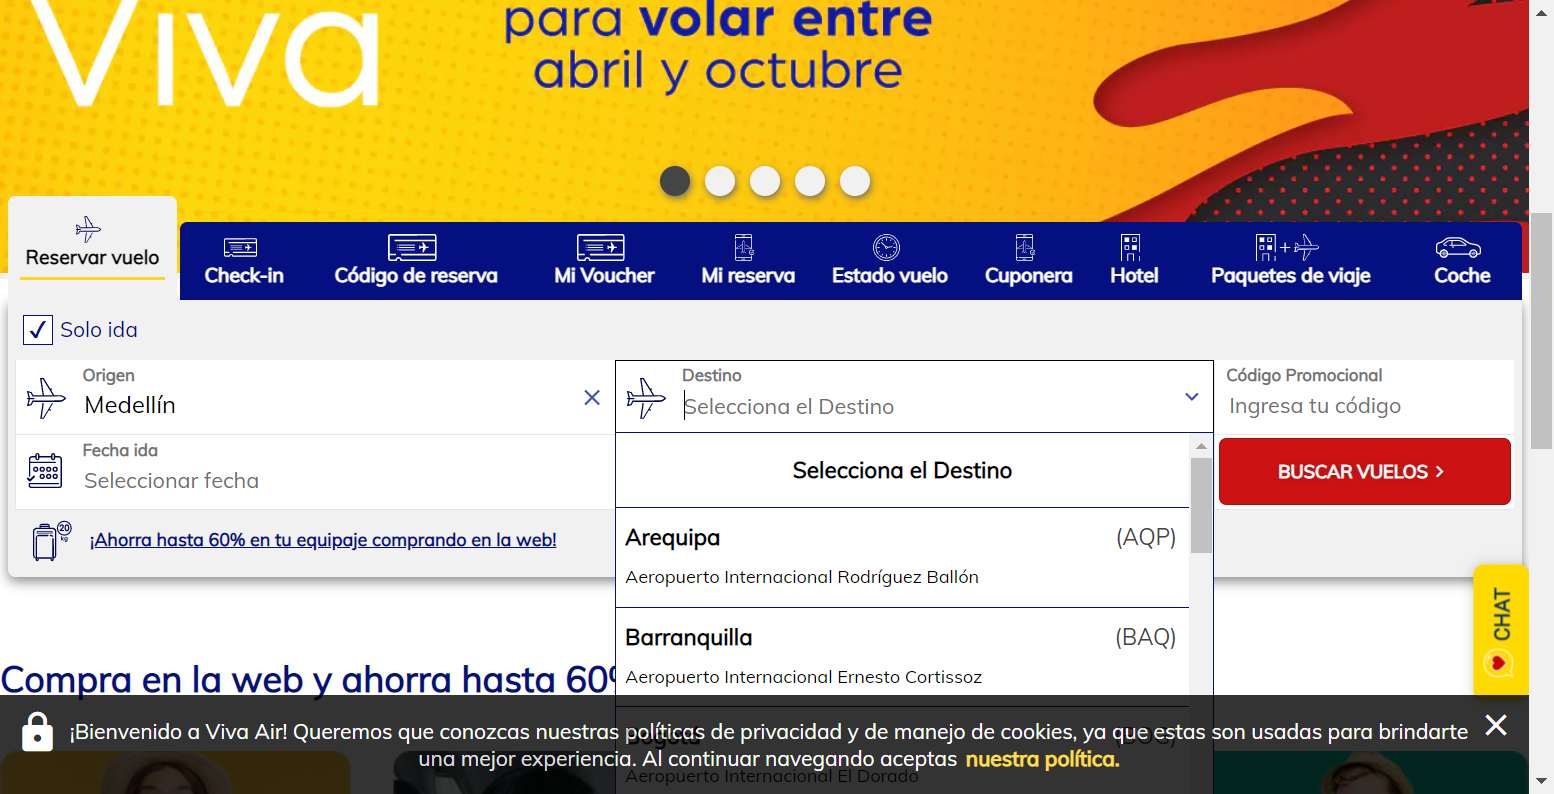 Viva
para volar entre
abril y octubre
Reservar vuelo
Check-in
Código de reserva
Mi Voucher
Mi reserva
Estado vuelo
Cuponera
Hotel
Paquetes de viaje
Coche
Solo ida
Origen
Medellín
Destino
Selecciona el Destino
Código Promocional
Ingresa tu código
Fecha ida
Seleccionar fecha
Selecciona el Destino
BUSCAR VUELOS
20 kg
¡Ahorra hasta 60% en tu equipaje comprando en la web!
Arequipa (AQP)
Aeropuerto Internacional Rodríguez Ballón
Barranquilla (BAQ)
Aeropuerto Internacional Ernesto Cortissoz
Bogotá (BOG)
Aeropuerto Internacional El Dorado
CHAT
Compra en la web y ahorra hasta 60%
¡Bienvenido a Viva Air! Queremos que conozcas nuestras políticas de privacidad y de manejo de cookies, ya que estas son usadas para brindarte
una mejor experiencia. Al continuar navegando aceptas nuestra política.